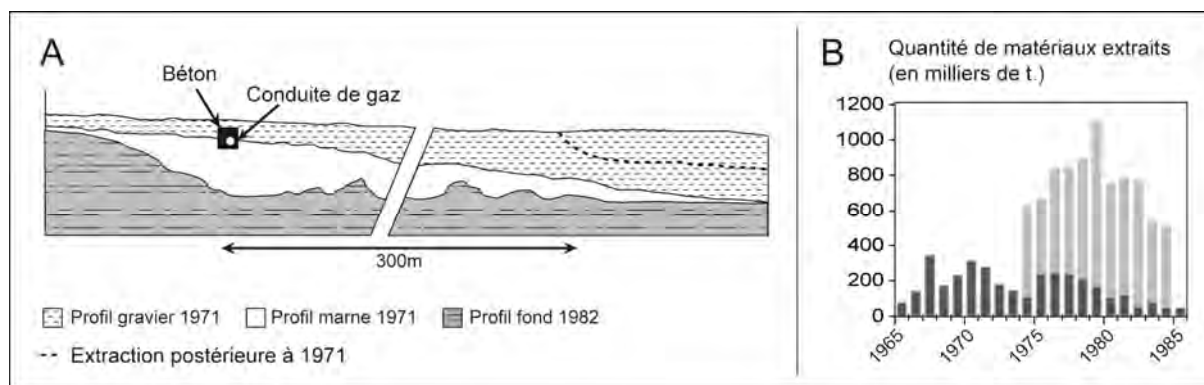 A
Béton
Conduite de gaz
300m
Profil gravier 1971
Profil marne 1971
Profil fond 1982
Extraction postérieure à 1971
B
Quantité de matériaux extraits
(en milliers de t.)
1200
1000
800
600
400
200
0
1965
1970
1975
1980
1985